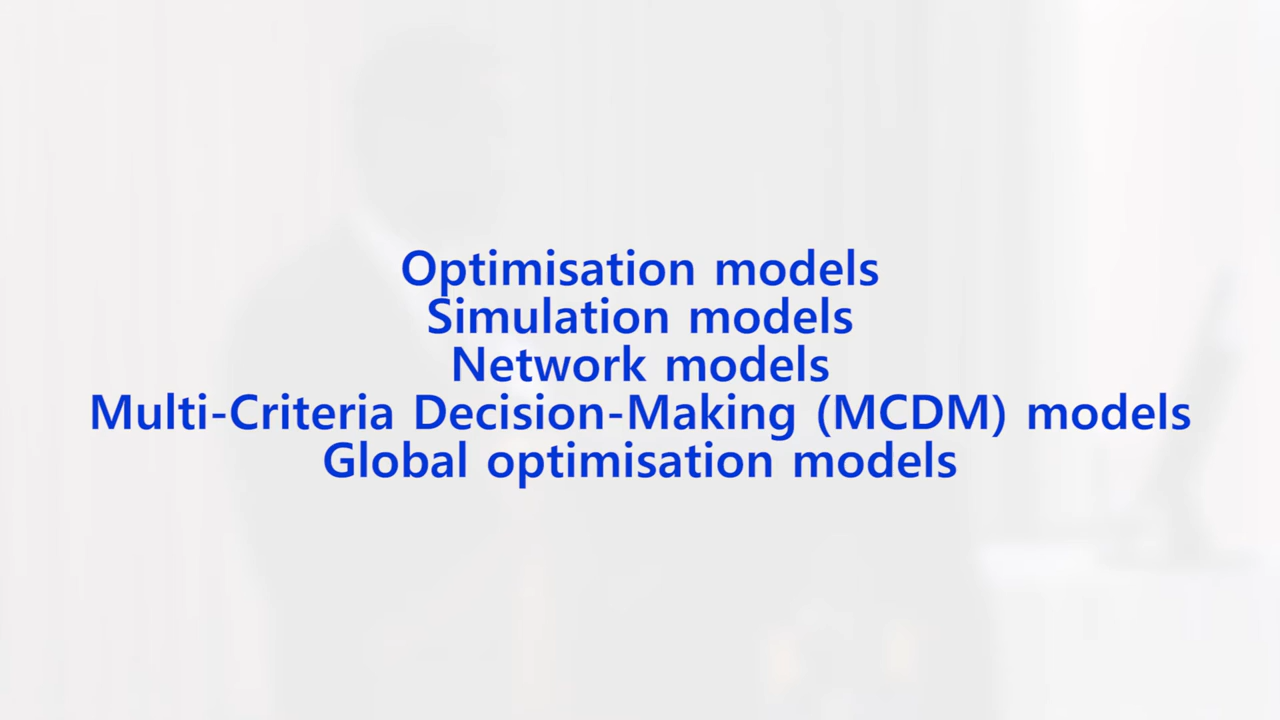 Optimisation models
Simulation models
Network models
Multi-Criteria Decision-Making (MCDM) models
Global optimisation models